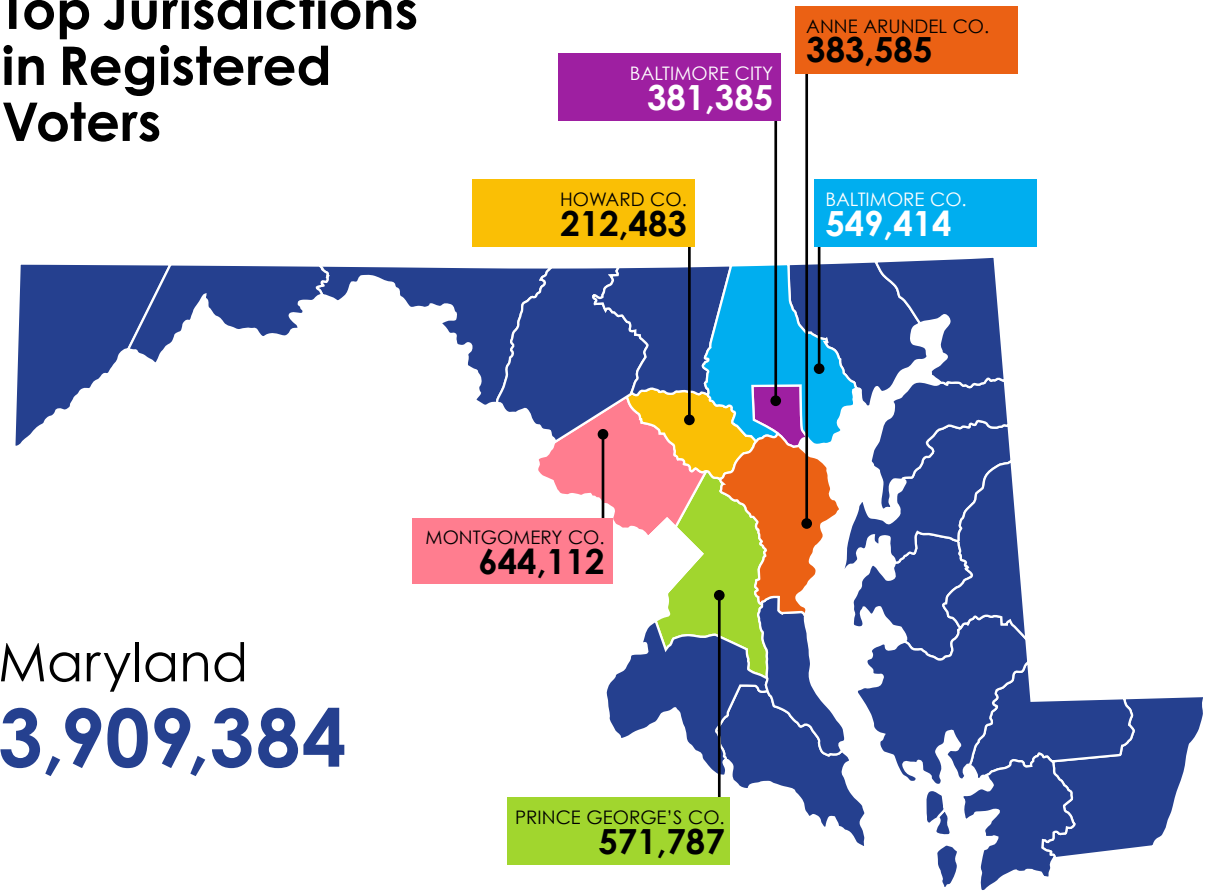 Top Jurisdictions
in Registered
Voters
ANNE ARUNDEL CO.
383,585
BALTIMORE CITY
381,385
HOWARD CO.
212,483
BALTIMORE CO.
549,414
MONTGOMERY CO.
644,112
Maryland
3,909,384
PRINCE GEORGE'S CO.
571,787